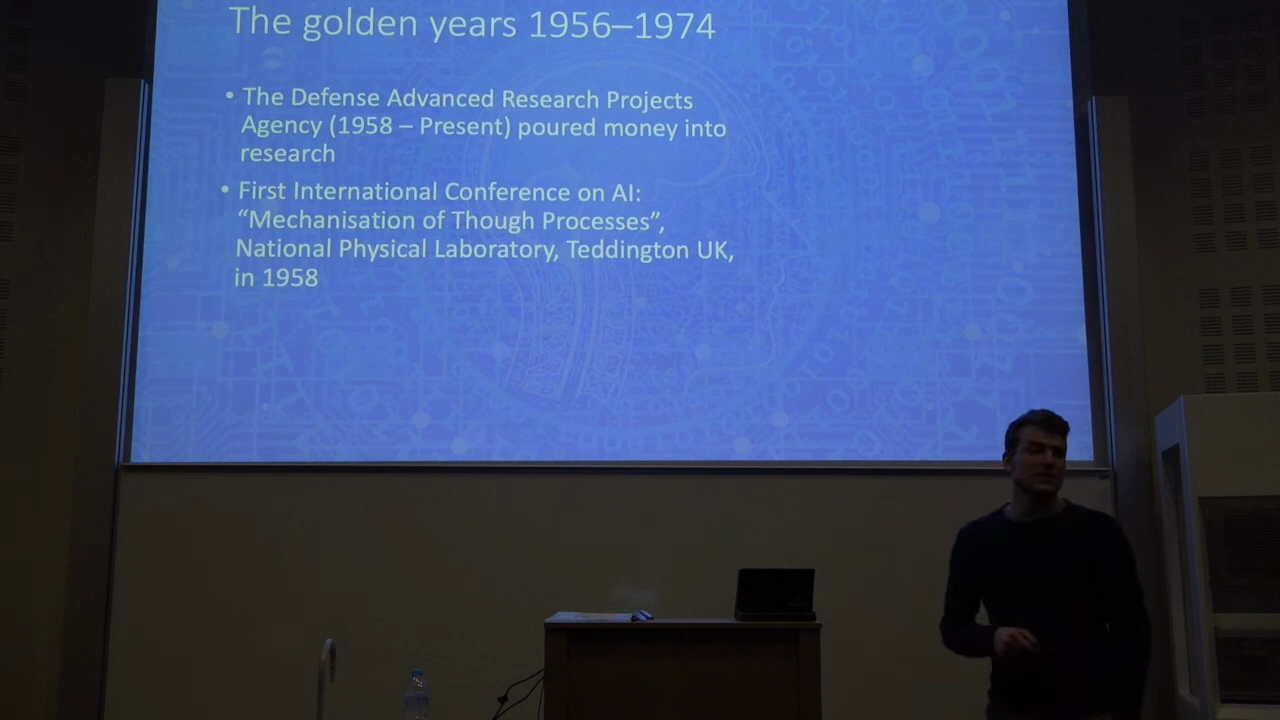 The golden years 1956–1974
• The Defense Advanced Research Projects
Agency (1958 – Present) poured money into
research
• First International Conference on AI:
“Mechanisation of Though Processes”,
National Physical Laboratory, Teddington UK,
in 1958